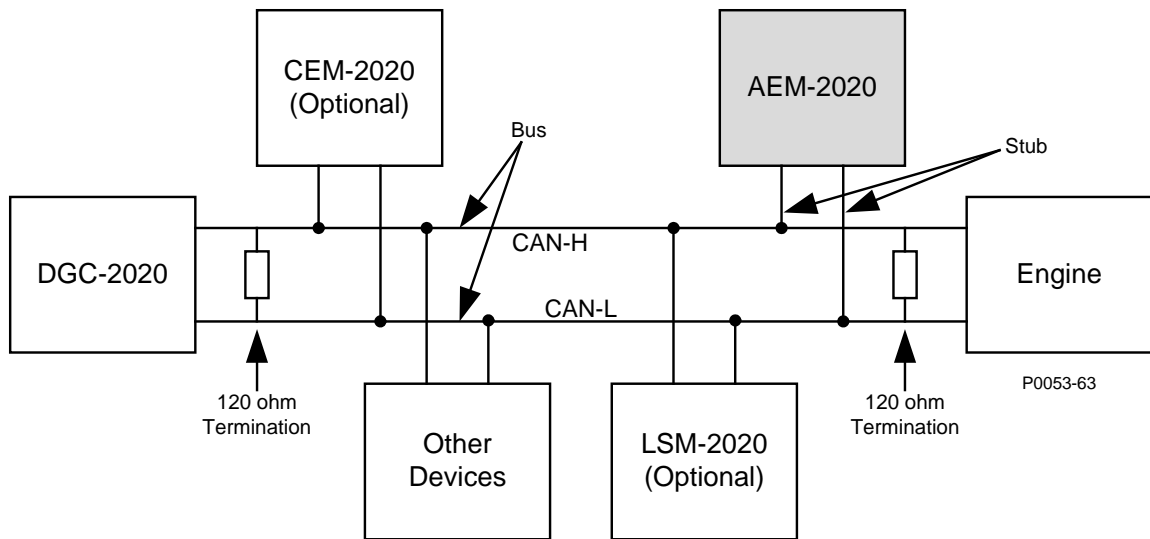 CEM-2020
(Optional)
AEM-2020
Bus
Stub
DGC-2020
CAN-H
Engine
CAN-L
P0053-63
120 ohm
Termination
Other
Devices
LSM-2020
(Optional)
120 ohm
Termination